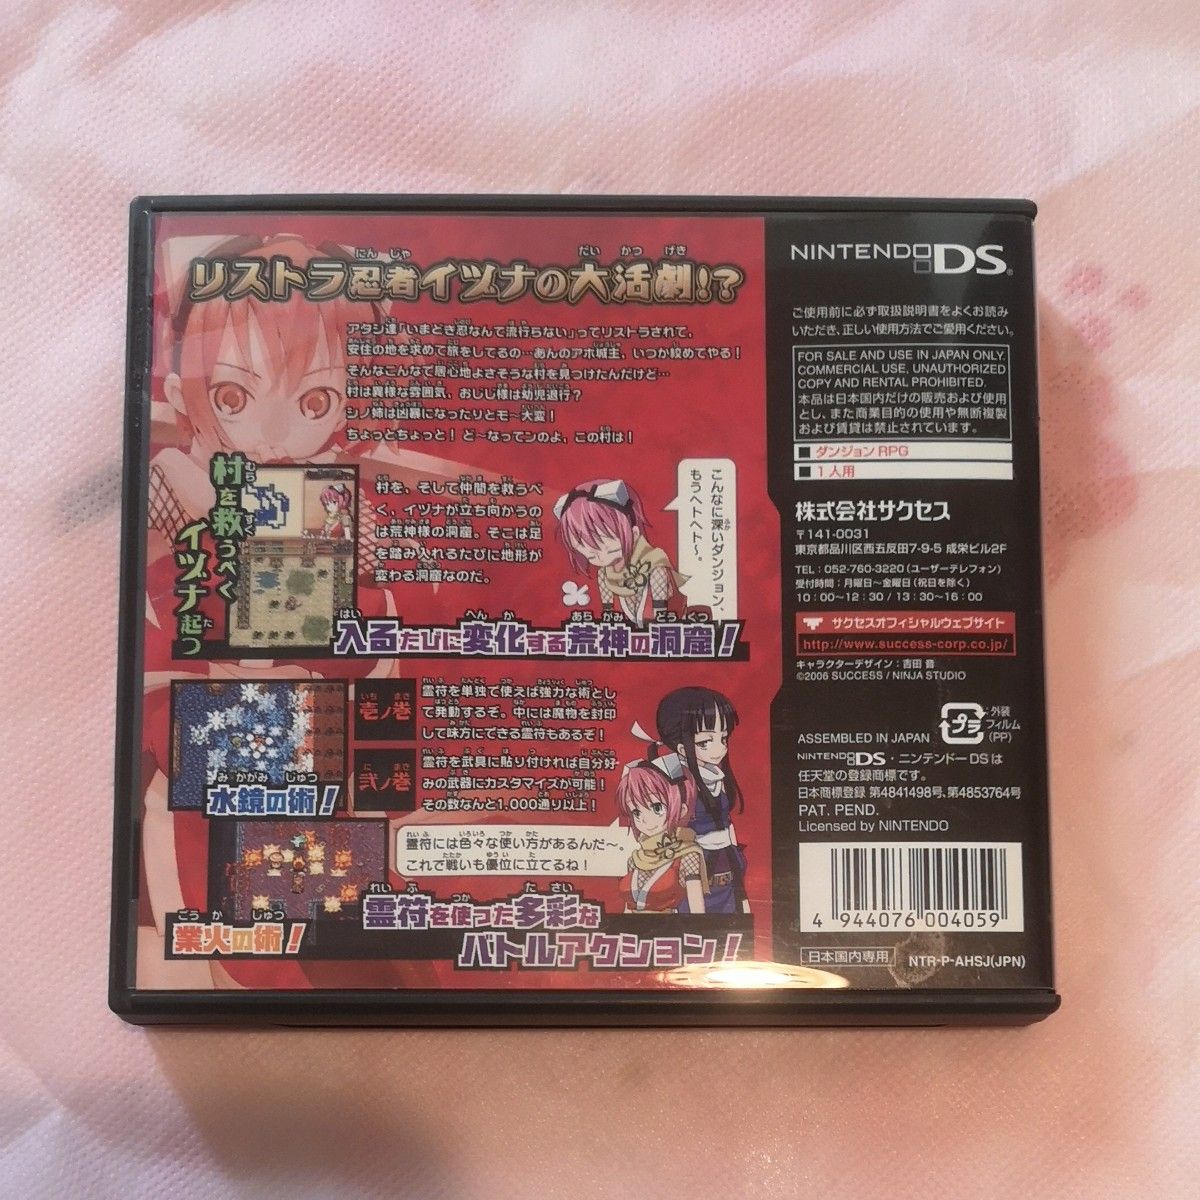 リストラ忍者イヅナの大活劇!?
アタシ達「いまどき忍なんて流行らない」ってリストラされて、
安住の地を求めて旅をしてるの…あんのアホ城主、いつか絞めてやる！
そんなこんなで居心地よさそうな村を見つけたんだけど…
村は異様な雰囲気、おじじ様は幼児退行？
シノ姉は凶暴になったりとモ〜大変！
ちょっとちょっと！ ど〜なってンのよ、この村は！
村を救うべく
イヅナ起つ
村を、そして仲間を救うべ
く、イヅナが立ち向かうの
は荒神様の洞窟。そこは足
を踏み入れるたびに地形が
変わる洞窟なのだ。
こんなに深いダンジョン、
もうヘトヘト〜。
入るたびに変化する荒神の洞窟！
壱ノ巻
霊符を単独で使えば強力な術とし
て発動するぞ。中には魔物を封印
して味方にできる霊符もあるぞ！
弐ノ巻
霊符を武具に貼り付ければ自分好
みの武器にカスタマイズが可能！
その数なんと1,000通り以上！
水鏡の術！
霊符には色々な使い方があるんだ〜。
これで戦いも優位に立てるね！
業火の術！
霊符を使った多彩な
バトルアクション！
NINTENDO DS
ご使用前に必ず取扱説明書をよくお読み
いただき、正しい使用方法でご愛用ください。
FOR SALE AND USE IN JAPAN ONLY.
COMMERCIAL USE, UNAUTHORIZED
COPY AND RENTAL PROHIBITED.
本品は日本国内だけの販売および使用
とし、また商業目的の使用や無断複製
および賃貸は禁止されています。
■ ダンジョン RPG
■ 1人用
株式会社サクセス
〒141-0031
東京都品川区西五反田7-9-5 成栄ビル2F
TEL : 052-760-3220 (ユーザーテレフォン)
受付時間 : 月曜日〜金曜日 (祝日を除く)
10 : 00〜12 : 30 / 13 : 30〜16 : 00
サクセスオフィシャルウェブサイト
http://www.success-corp.co.jp/
キャラクターデザイン : 吉田 音
©2006 SUCCESS / NINJA STUDIO
プラ
外装
フィルム
(PP)
ASSEMBLED IN JAPAN
NINTENDO DS・ニンテンドーDSは
任天堂の登録商標です。
日本商標登録 第4841498号、第4853764号
PAT. PEND.
Licensed by NINTENDO
4 944076 004059
日本国内専用
NTR-P-AHSJ(JPN)